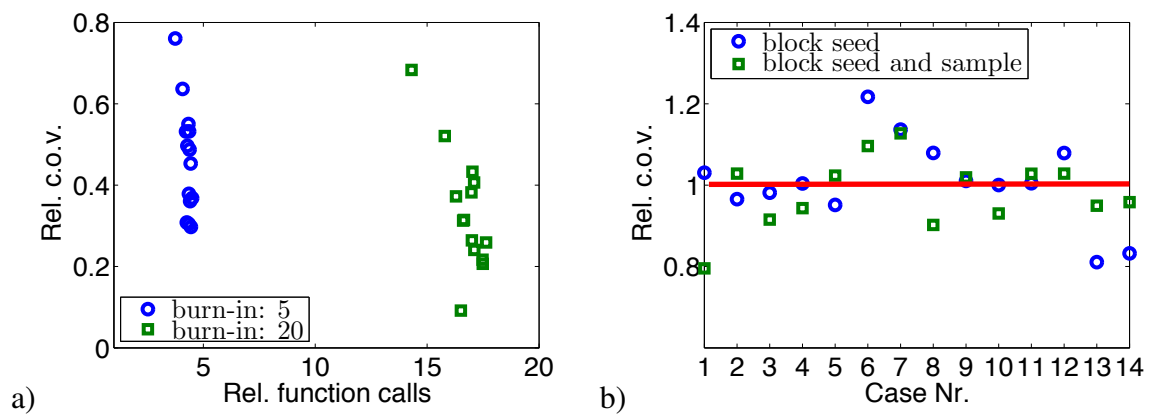 0.8
0.6
0.4
0.2
0
Rel. c.o.v.
burn-in: 5
burn-in: 20
5 10 15 20
Rel. function calls
a)
1.4
1.2
1
0.8
Rel. c.o.v.
block seed
block seed and sample
1 2 3 4 5 6 7 8 9 10 11 12 13 14
Case Nr.
b)